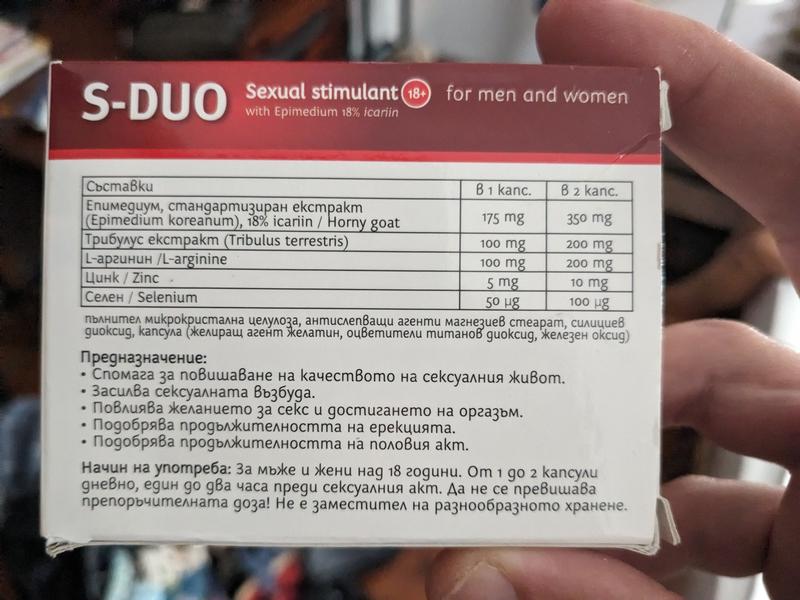 S-DUO Sexual stimulant 18+ for men and women
with Epimedium 18% icariin
Съставки в 1 капс. в 2 капс.
Епимедиум, стандартизиран екстракт
(Epimedium koreanum), 18% icariin / Horny goat 175 mg 350 mg
Трибулус екстракт (Tribulus terrestris) 100 mg 200 mg
L-аргинин /L-arginine 100 mg 200 mg
Цинк / Zinc 5 mg 10 mg
Селен / Selenium 50 µg 100 µg
пълнител микрокристална целулоза, антислепващи агенти магнезиев стеарат, силициев
диоксид, капсула (желиращ агент желатин, оцветители титанов диоксид, железен оксид)
Предназначение:
• Спомага за повишаване на качеството на сексуалния живот.
• Засилва сексуалната възбуда.
• Повлиява желанието за секс и достигането на оргазъм.
• Подобрява продължителността на ерекцията.
• Подобрява продължителността на половия акт.
Начин на употреба: За мъже и жени над 18 години. От 1 до 2 капсули
дневно, един до два часа преди сексуалния акт. Да не се превишава
препоръчителната доза! Не е заместител на разнообразното хранене.